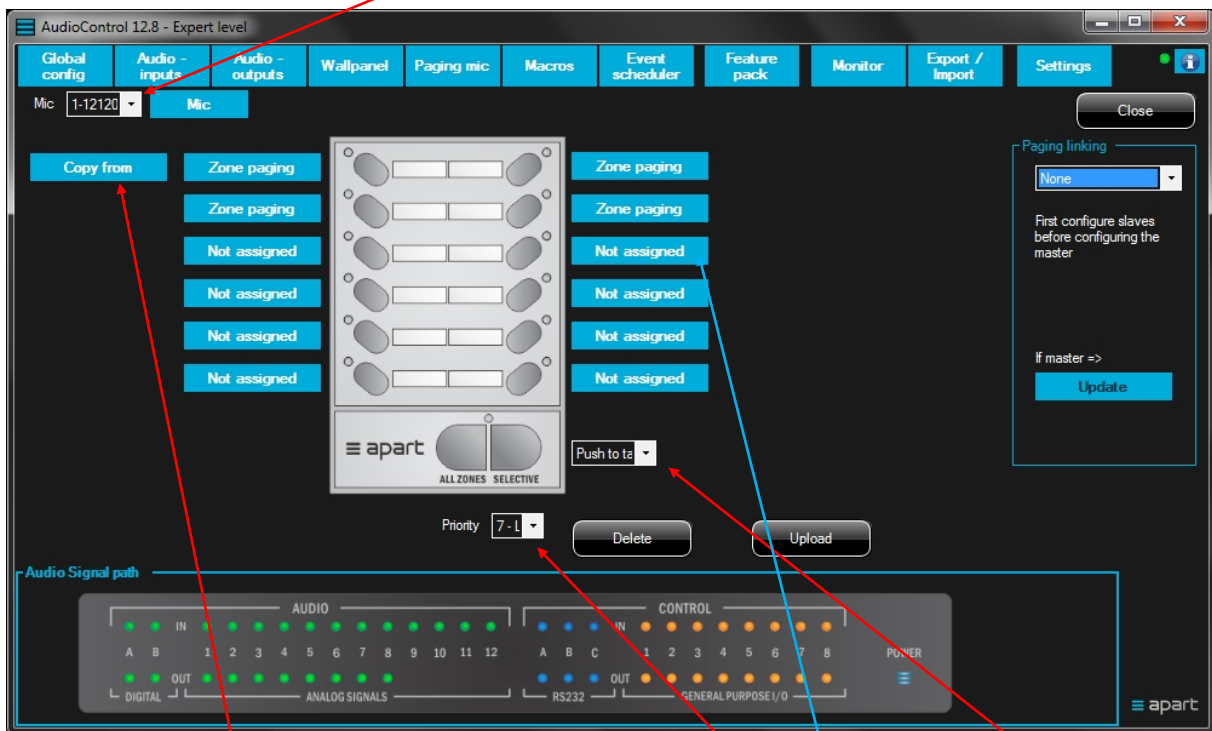 AudioControl 12.8 - Expert level
Global config
Audio - inputs
Audio - outputs
Wallpanel
Paging mic
Macros
Event scheduler
Feature pack
Monitor
Export / Import
Settings
Mic 1-12120 Mic
Close
Copy from
Zone paging Zone paging
Zone paging Zone paging
Not assigned Not assigned
Not assigned Not assigned
Not assigned Not assigned
Not assigned Not assigned
Paging linking
None
First configure slaves
before configuring the
master
If master =>
Update
apart
ALL ZONES SELECTIVE
Push to ta
Priority 7 - L
Delete Upload
Audio Signal path
AUDIO CONTROL
IN IN
A B 1 2 3 4 5 6 7 8 9 10 11 12 A B C 1 2 3 4 5 6 7 8 POWER
OUT OUT
DIGITAL ANALOG SIGNALS RS232 GENERAL PURPOSE I/O
apart